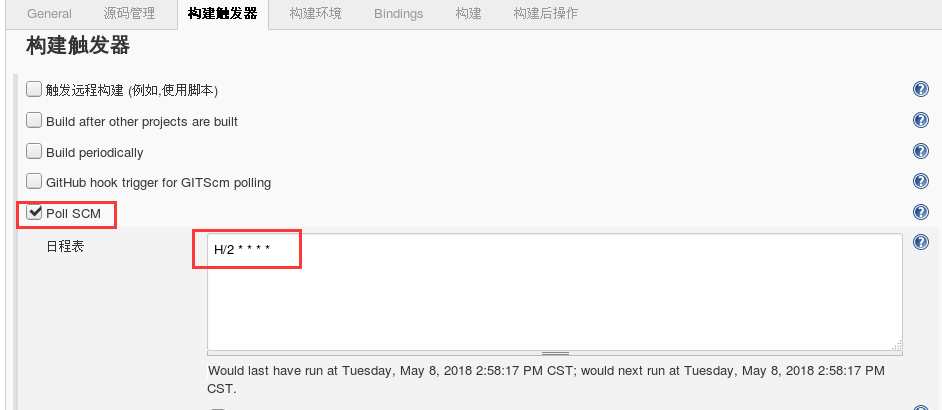 General 源码管理 构建触发器 构建环境 Bindings 构建 构建后操作
构建触发器
触发远程构建 (例如,使用脚本)
Build after other projects are built
Build periodically
GitHub hook trigger for GITScm polling
Poll SCM
日程表
H/2 * * * *
Would last have run at Tuesday, May 8, 2018 2:58:17 PM CST; would next run at Tuesday, May 8, 2018 2:58:17 PM
CST.